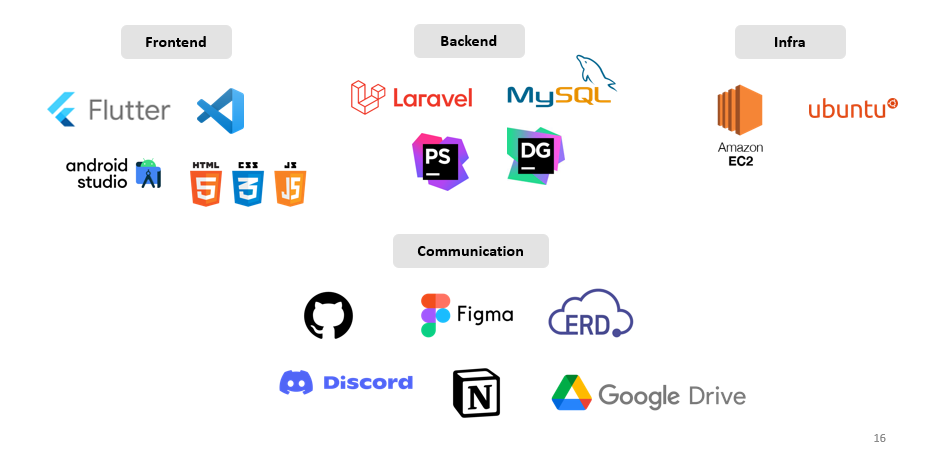 Frontend
Backend
Infra
Flutter
Laravel
MySQL
Amazon
EC2
ubuntu
android
studio
HTML
5
CSS
3
JS
JS
PS
DG
Communication
Figma
ERD
Discord
N
Google Drive
16